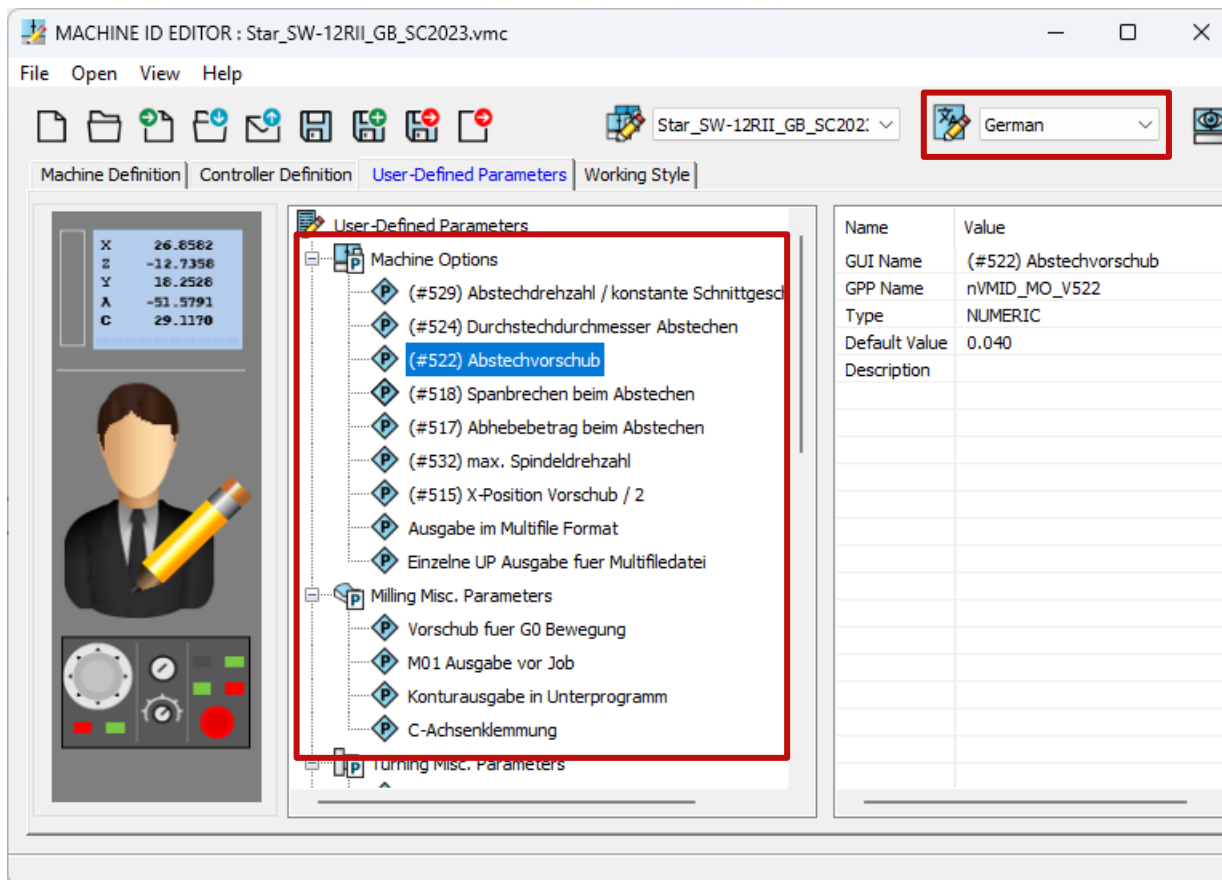 MACHINE ID EDITOR : Star_SW-12RII_GB_SC2023.vmc
File Open View Help
Star_SW-12RII_GB_SC202: German
Machine Definition Controller Definition User-Defined Parameters Working Style
X 26.8582
Z -12.7358
Y 18.2528
A -51.5791
C 29.1170
User-Defined Parameters
Machine Options
(#529) Abstechdrehzahl / konstante Schnittgesch
(#524) Durchstechdurchmesser Abstechen
(#522) Abstechvorschub
(#518) Spanbrechen beim Abstechen
(#517) Abhebebetrag beim Abstechen
(#532) max. Spindeldrehzahl
(#515) X-Position Vorschub / 2
Ausgabe im Multifile Format
Einzelne UP Ausgabe fuer Multifiledatei
Milling Misc. Parameters
Vorschub fuer G0 Bewegung
M01 Ausgabe vor Job
Konturausgabe in Unterprogramm
C-Achsenklemmung
Turning Misc. Parameters
Name Value
GUI Name (#522) Abstechvorschub
GPP Name nVMID_MO_V522
Type NUMERIC
Default Value 0.040
Description